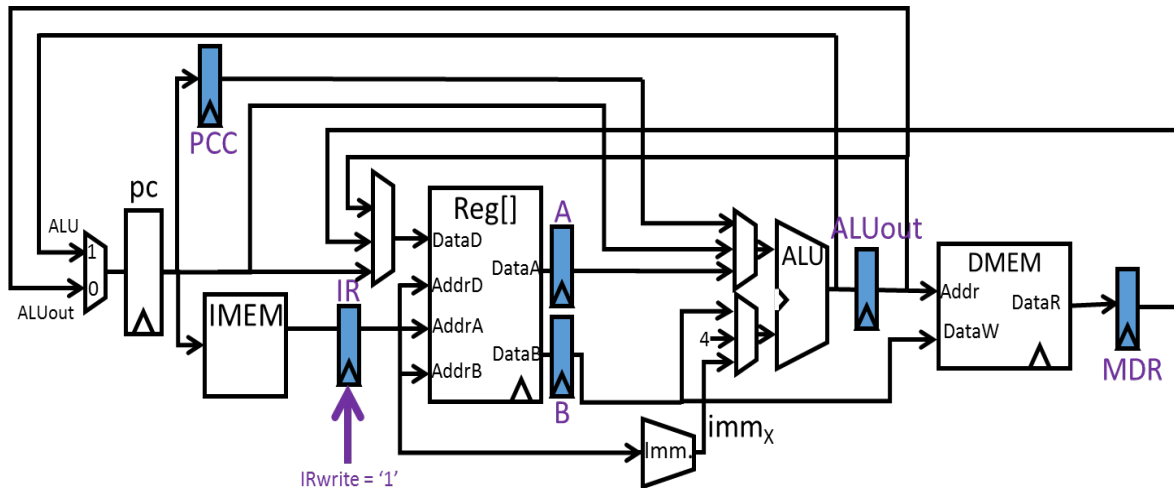 PCC
pc
ALU
1
0
ALUout
IMEM
IR
IRwrite = ‘1’
Reg[]
DataD
AddrD
AddrA
AddrB
DataA
DataB
A
B
Imm.
immX
4
ALU
ALUout
DMEM
Addr
DataW
DataR
MDR